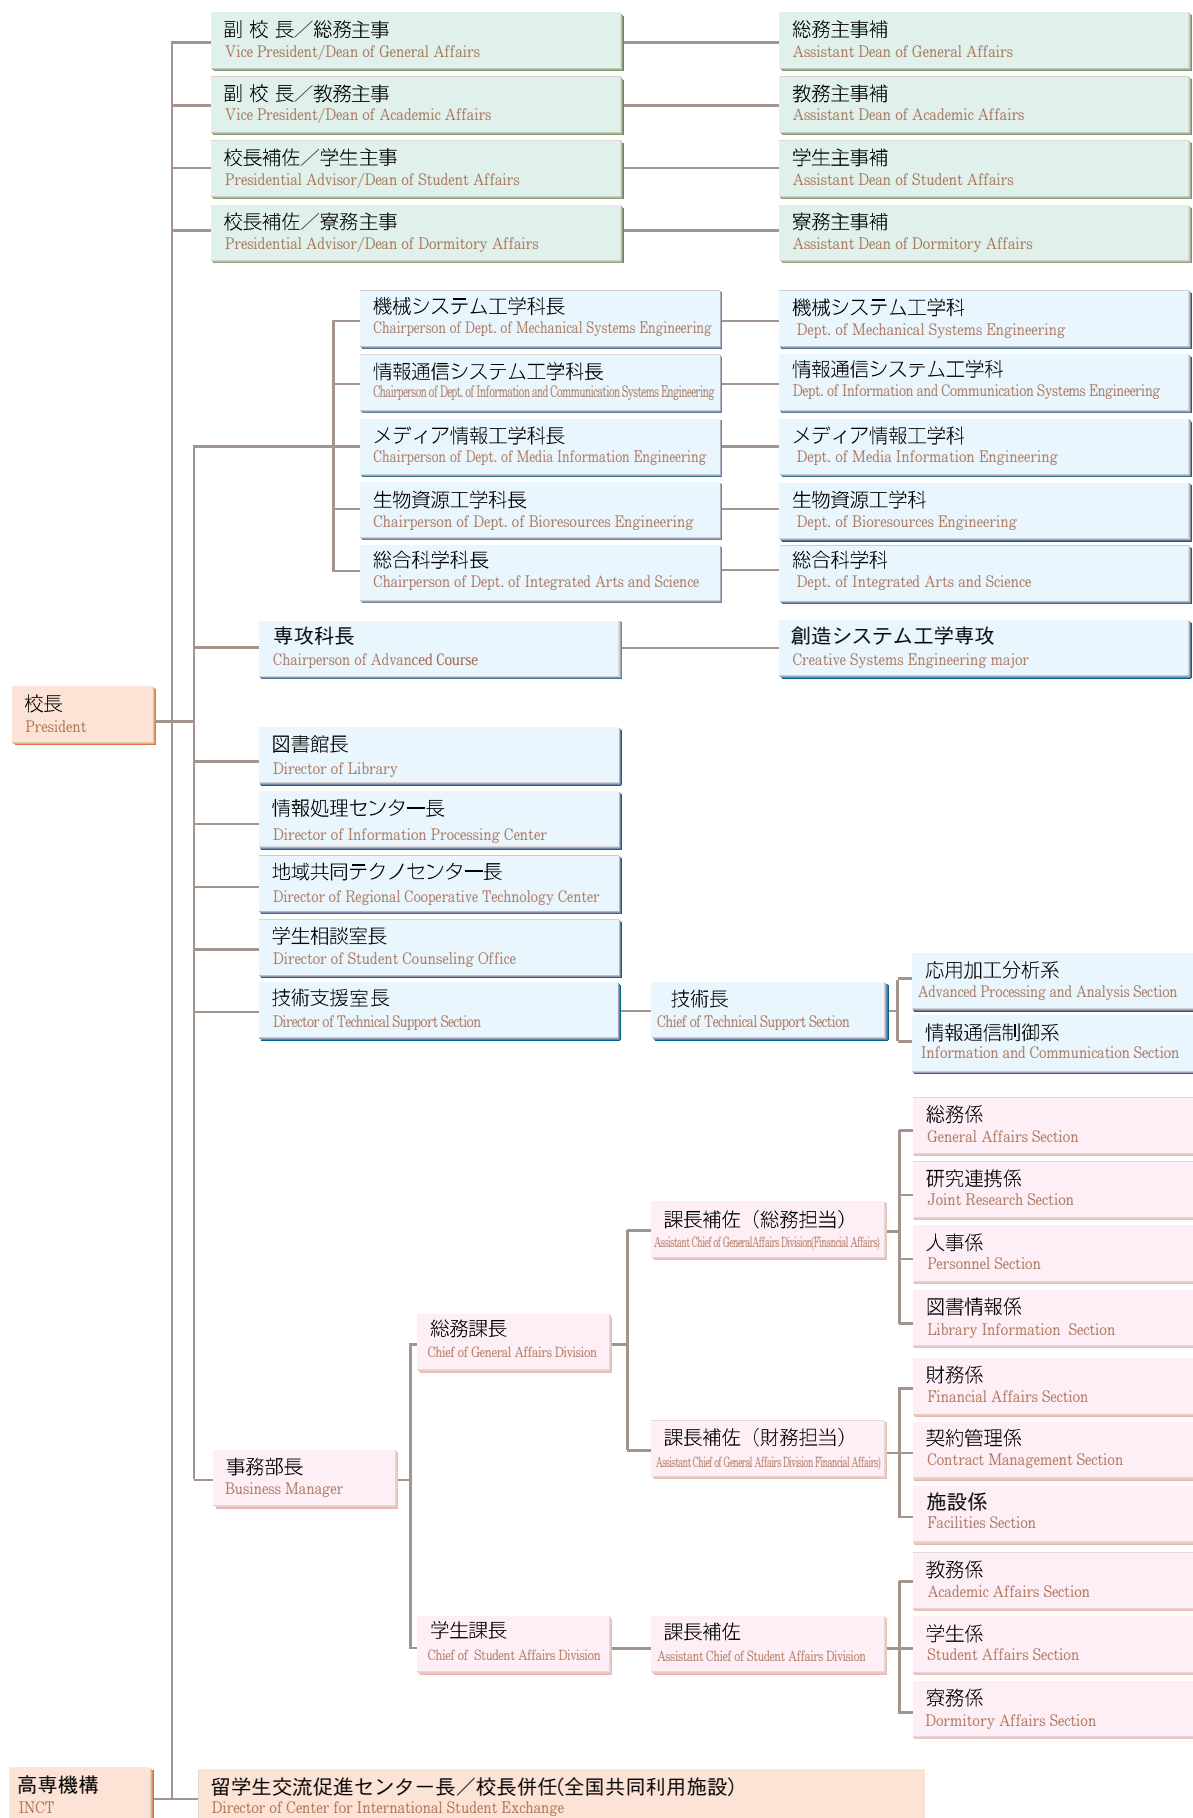 副 校 長／総務主事
Vice President/Dean of General Affairs
総務主事補
Assistant Dean of General Affairs
副 校 長／教務主事
Vice President/Dean of Academic Affairs
教務主事補
Assistant Dean of Academic Affairs
校長補佐／学生主事
Presidential Advisor/Dean of Student Affairs
学生主事補
Assistant Dean of Student Affairs
校長補佐／寮務主事
Presidential Advisor/Dean of Dormitory Affairs
寮務主事補
Assistant Dean of Dormitory Affairs
機械システム工学科長
Chairperson of Dept. of Mechanical Systems Engineering
機械システム工学科
Dept. of Mechanical Systems Engineering
情報通信システム工学科長
Chairperson of Dept. of Information and Communication Systems Engineering
情報通信システム工学科
Dept. of Information and Communication Systems Engineering
メディア情報工学科長
Chairperson of Dept. of Media Information Engineering
メディア情報工学科
Dept. of Media Information Engineering
生物資源工学科長
Chairperson of Dept. of Bioresources Engineering
生物資源工学科
Dept. of Bioresources Engineering
総合科学科長
Chairperson of Dept. of Integrated Arts and Science
総合科学科
Dept. of Integrated Arts and Science
専攻科長
Chairperson of Advanced Course
創造システム工学専攻
Creative Systems Engineering major
校長
President
図書館長
Director of Library
情報処理センター長
Director of Information Processing Center
地域共同テクノセンター長
Director of Regional Cooperative Technology Center
学生相談室長
Director of Student Counseling Office
技術支援室長
Director of Technical Support Section
技術長
Chief of Technical Support Section
応用加工分析系
Advanced Processing and Analysis Section
情報通信制御系
Information and Communication Section
総務係
General Affairs Section
研究連携係
Joint Research Section
課長補佐（総務担当）
Assistant Chief of GeneralAffairs Division(Financial Affairs)
人事係
Personnel Section
図書情報係
Library Information Section
総務課長
Chief of General Affairs Division
財務係
Financial Affairs Section
課長補佐（財務担当）
Assistant Chief of General Affairs Division Financial Affairs)
契約管理係
Contract Management Section
施設係
Facilities Section
事務部長
Business Manager
教務係
Academic Affairs Section
学生課長
Chief of Student Affairs Division
課長補佐
Assistant Chief of Student Affairs Division
学生係
Student Affairs Section
寮務係
Dormitory Affairs Section
高専機構
INCT
留学生交流促進センター長／校長併任(全国共同利用施設)
Director of Center for International Student Exchange